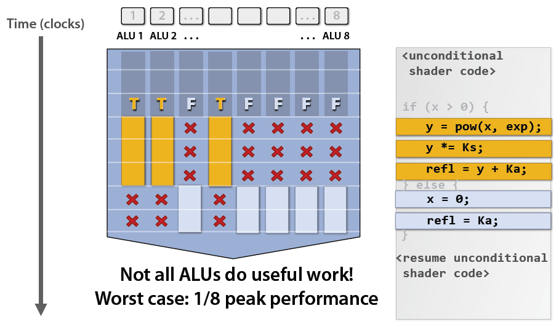 Time (clocks)
1 2 ... ... 8
ALU 1 ALU 2 ... ... ALU 8
T T F T F F F F
<unconditional
shader code>
if (x > 0) {
y = pow(x, exp);
y *= Ks;
refl = y + Ka;
} else {
x = 0;
refl = Ka;
}
<resume unconditional
shader code>
Not all ALUs do useful work!
Worst case: 1/8 peak performance